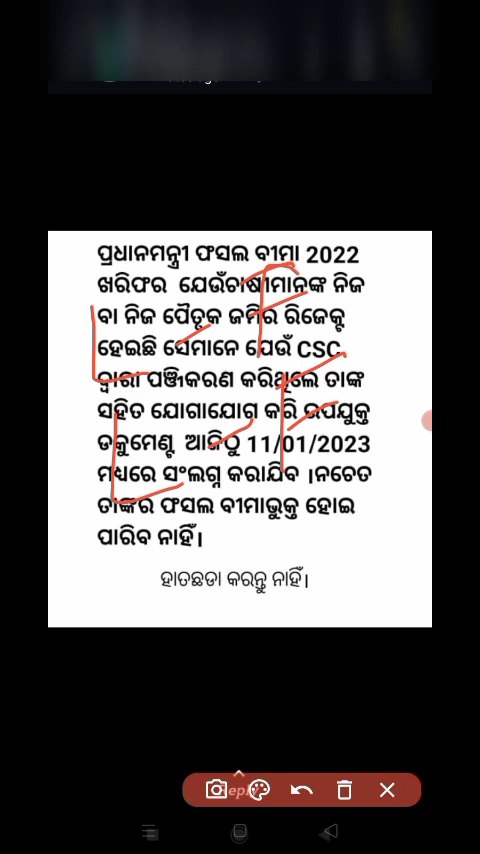 ପ୍ରଧାନମନ୍ତ୍ରୀ ଫସଲ ବୀମା 2022
ଖରିଫର ଯେଉଁଚାଷୀମାନଙ୍କ ନିଜ
ବା ନିଜ ପୈତୃକ ଜମିର ରିଜେକ୍ଟ
ହେଇଛି ସେମାନେ ଯେଉଁ CSC
ଦ୍ଵାରା ପଞ୍ଜିକରଣ କରିଥିଲେ ତାଙ୍କ
ସହିତ ଯୋଗାଯୋଗ କରି ଉପଯୁକ୍ତ
ଡକୁମେଣ୍ଟ ଆଜିଠୁ 11/01/2023
ମଧ୍ୟରେ ସଂଲଗ୍ନ କରାଯିବ ।ନଚେତ
ତାଙ୍କର ଫସଲ ବୀମାଭୁକ୍ତ ହୋଇ
ପାରିବ ନାହିଁ।
ହାତଛଡା କରନ୍ତୁ ନାହିଁ।
Reply